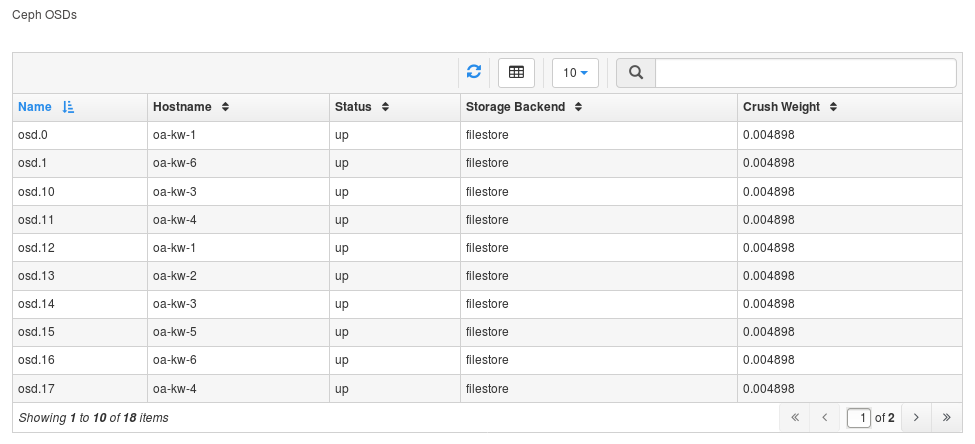 Ceph OSDs
10
Name Hostname Status Storage Backend Crush Weight
osd.0 oa-kw-1 up filestore 0.004898
osd.1 oa-kw-6 up filestore 0.004898
osd.10 oa-kw-3 up filestore 0.004898
osd.11 oa-kw-4 up filestore 0.004898
osd.12 oa-kw-1 up filestore 0.004898
osd.13 oa-kw-2 up filestore 0.004898
osd.14 oa-kw-3 up filestore 0.004898
osd.15 oa-kw-5 up filestore 0.004898
osd.16 oa-kw-6 up filestore 0.004898
osd.17 oa-kw-4 up filestore 0.004898
Showing 1 to 10 of 18 items « ‹ 1 of 2 › »